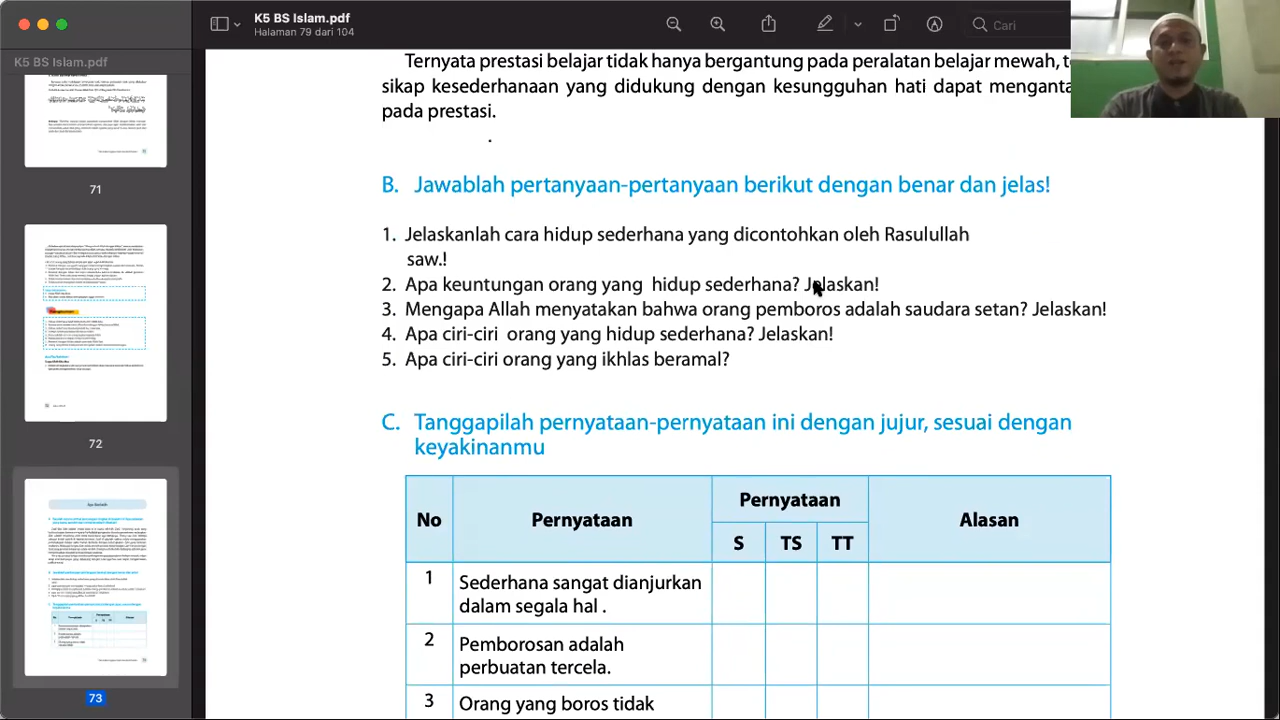 K5 BS Islam.pdf
Halaman 79 dari 104
Cari
K5 BS Islam.pdf
71
72
73
Ternyata prestasi belajar tidak hanya bergantung pada peralatan belajar mewah,
sikap kesederhanaan yang didukung dengan kesungguhan hati dapat
pada prestasi.
B. Jawablah pertanyaan-pertanyaan berikut dengan benar dan jelas!
1. Jelaskanlah cara hidup sederhana yang dicontohkan oleh Rasulullah
saw.!
2. Apa keuntungan orang yang hidup sederhana? Jelaskan!
3. Mengapa Allah menyatakan bahwa orang pemboros adalah saudara setan? Jelaskan!
4. Apa ciri-ciri orang yang hidup sederhana? Jelaskan!
5. Apa ciri-ciri orang yang ikhlas beramal?
C. Tanggapilah pernyataan-pernyataan ini dengan jujur, sesuai dengan
keyakinanmu
No Pernyataan Pernyataan Alasan
S TS TT
1 Sederhana sangat dianjurkan
dalam segala hal .
2 Pemborosan adalah
perbuatan tercela.
3 Orang yang boros tidak